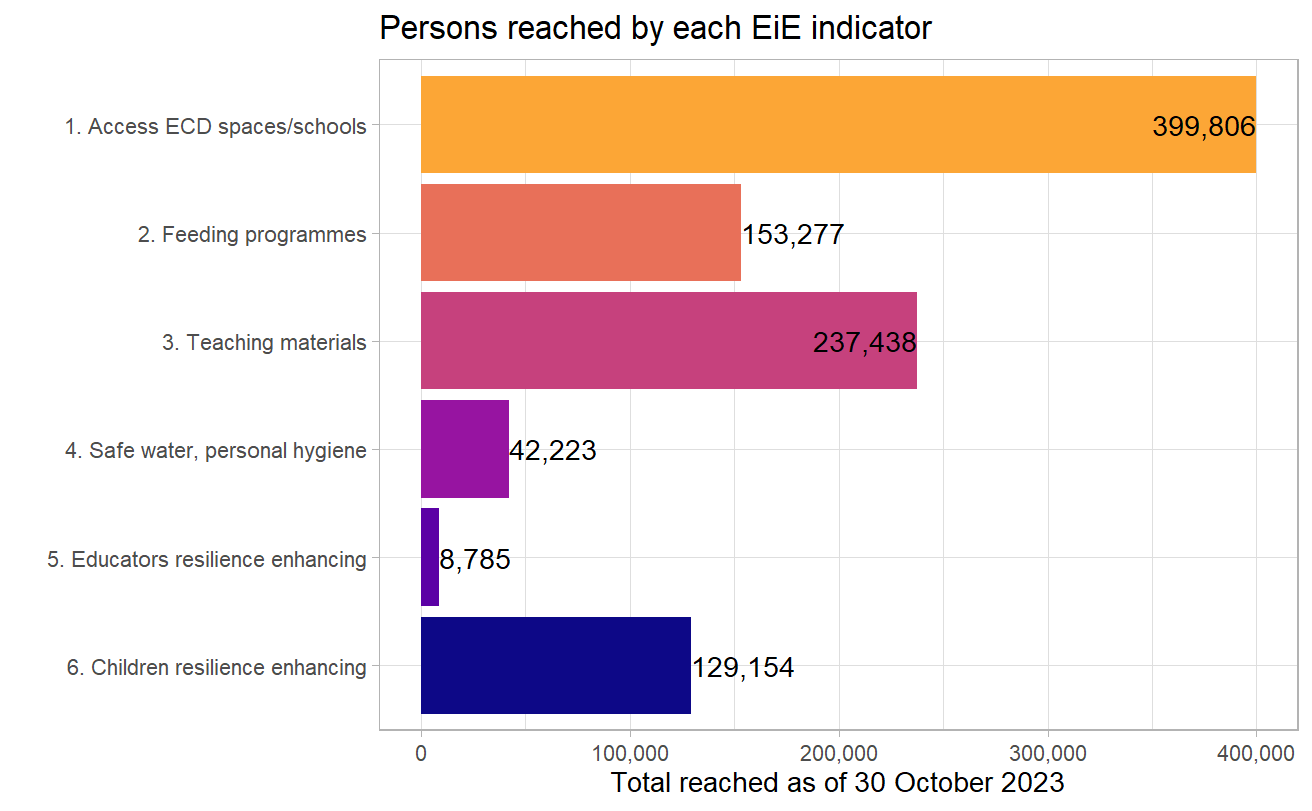 Persons reached by each EiE indicator
1. Access ECD spaces/schools
399,806
2. Feeding programmes
153,277
3. Teaching materials
237,438
4. Safe water, personal hygiene
42,223
5. Educators resilience enhancing
8,785
6. Children resilience enhancing
129,154
0 100,000 200,000 300,000 400,000
Total reached as of 30 October 2023